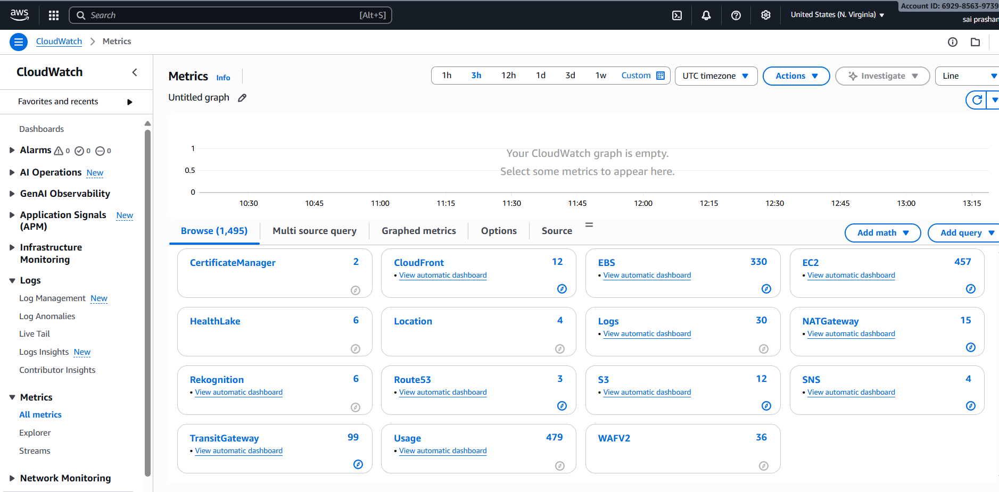 aws
Search [Alt+S]
United States (N. Virginia)
Account ID: 6929-8563-9739
sai prashan
CloudWatch > Metrics
CloudWatch
Favorites and recents
Dashboards
Alarms 0 0 0
AI Operations New
GenAI Observability
Application Signals New
(APM)
Infrastructure
Monitoring
Logs
Log Management New
Log Anomalies
Live Tail
Logs Insights New
Contributor Insights
Metrics
All metrics
Explorer
Streams
Network Monitoring
Metrics Info
1h 3h 12h 1d 3d 1w Custom
UTC timezone
Actions
Investigate
Line
Untitled graph
1
0.5
0
Your CloudWatch graph is empty.
Select some metrics to appear here.
10:30 10:45 11:00 11:15 11:30 11:45 12:00 12:15 12:30 12:45 13:00 13:15
Browse (1,495) Multi source query Graphed metrics Options Source
Add math
Add query
CertificateManager 2
CloudFront 12
• View automatic dashboard
EBS 330
• View automatic dashboard
EC2 457
• View automatic dashboard
HealthLake 6
Location 4
Logs 30
• View automatic dashboard
NATGateway 15
• View automatic dashboard
Rekognition 6
• View automatic dashboard
Route53 3
• View automatic dashboard
S3 12
• View automatic dashboard
SNS 4
• View automatic dashboard
TransitGateway 99
• View automatic dashboard
Usage 479
• View automatic dashboard
WAFV2 36